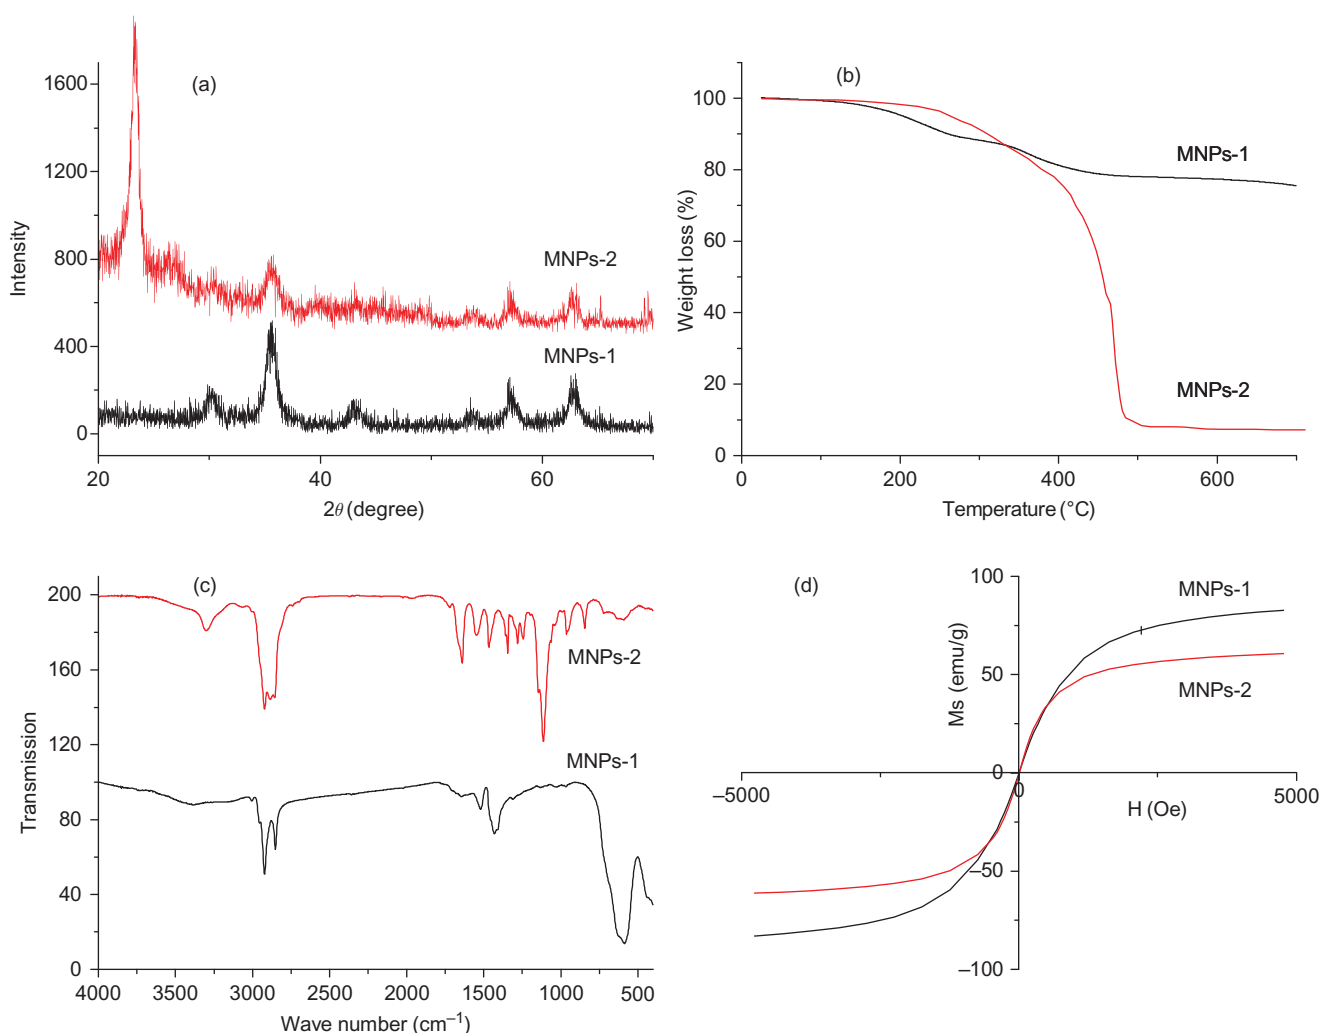 (a)
1600
1200
800
400
0
Intensity
MNPs-2
MNPs-1
20
40
60
2θ (degree)
(b)
100
80
60
40
20
0
Weight loss (%)
MNPs-1
MNPs-2
0
200
400
600
Temperature (°C)
(c)
200
160
120
80
40
0
Transmission
MNPs-2
MNPs-1
4000
3500
3000
2500
2000
1500
1000
500
Wave number (cm⁻¹)
(d)
100
50
0
–50
–100
Ms (emu/g)
MNPs-1
MNPs-2
–5000
0
5000
H (Oe)